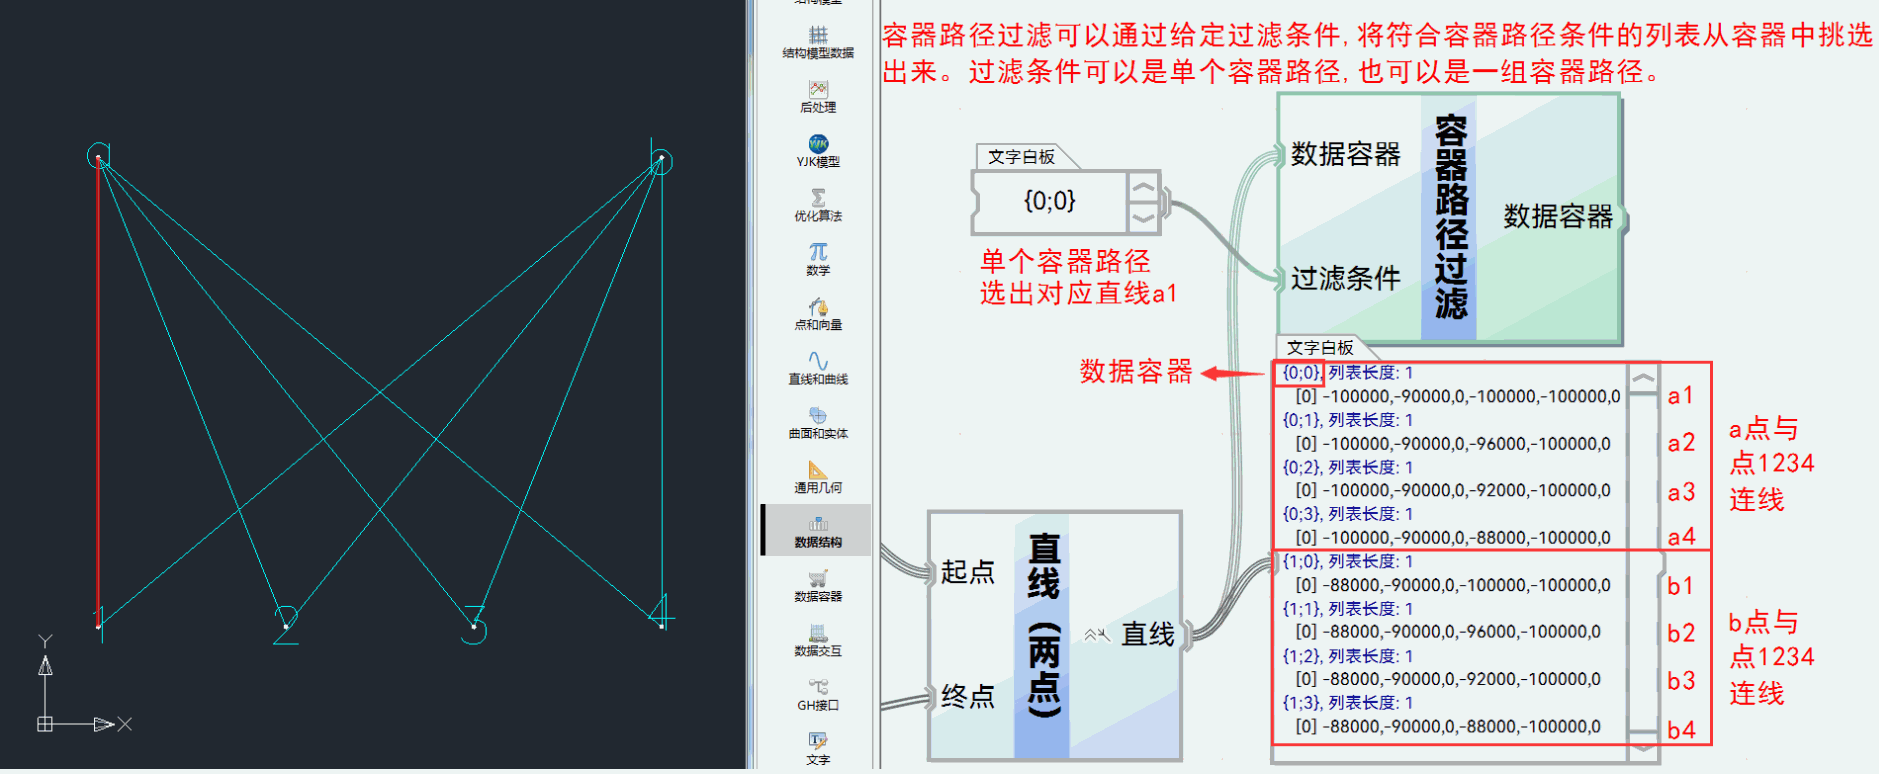 容器路径过滤可以通过给定过滤条件,将符合容器路径条件的列表从容器中挑选
出来。过滤条件可以是单个容器路径,也可以是一组容器路径。
a
b
1
2
3
4
Y
X
结构模型数据
后处理
YJK
YJK模型
优化算法
数学
点和向量
直线和曲线
曲面和实体
通用几何
数据结构
数据容器
数据交互
GH接口
文字
文字白板
{0;0}
单个容器路径
选出对应直线a1
数据容器
过滤条件
容器路径过滤
数据容器
数据容器
文字白板
{0;0}, 列表长度: 1
[0] -100000,-90000,0,-100000,-100000,0
a1
{0;1}, 列表长度: 1
[0] -100000,-90000,0,-96000,-100000,0
a2
{0;2}, 列表长度: 1
[0] -100000,-90000,0,-92000,-100000,0
a3
{0;3}, 列表长度: 1
[0] -100000,-90000,0,-88000,-100000,0
a4
a点与
点1234
连线
{1;0}, 列表长度: 1
[0] -88000,-90000,0,-100000,-100000,0
b1
{1;1}, 列表长度: 1
[0] -88000,-90000,0,-96000,-100000,0
b2
{1;2}, 列表长度: 1
[0] -88000,-90000,0,-92000,-100000,0
b3
{1;3}, 列表长度: 1
[0] -88000,-90000,0,-88000,-100000,0
b4
b点与
点1234
连线
起点
终点
直线（两点）
直线